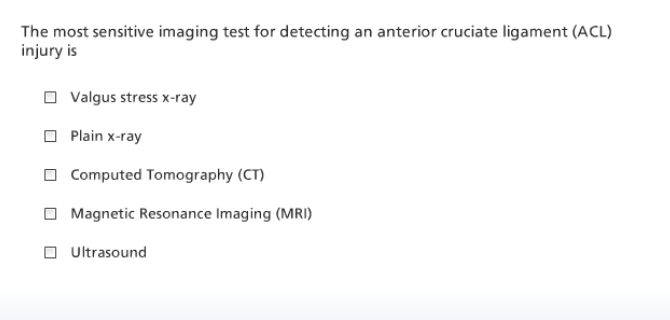 The most sensitive imaging test for detecting an anterior cruciate ligament (ACL)
injury is
Valgus stress x-ray
Plain x-ray
Computed Tomography (CT)
Magnetic Resonance Imaging (MRI)
Ultrasound